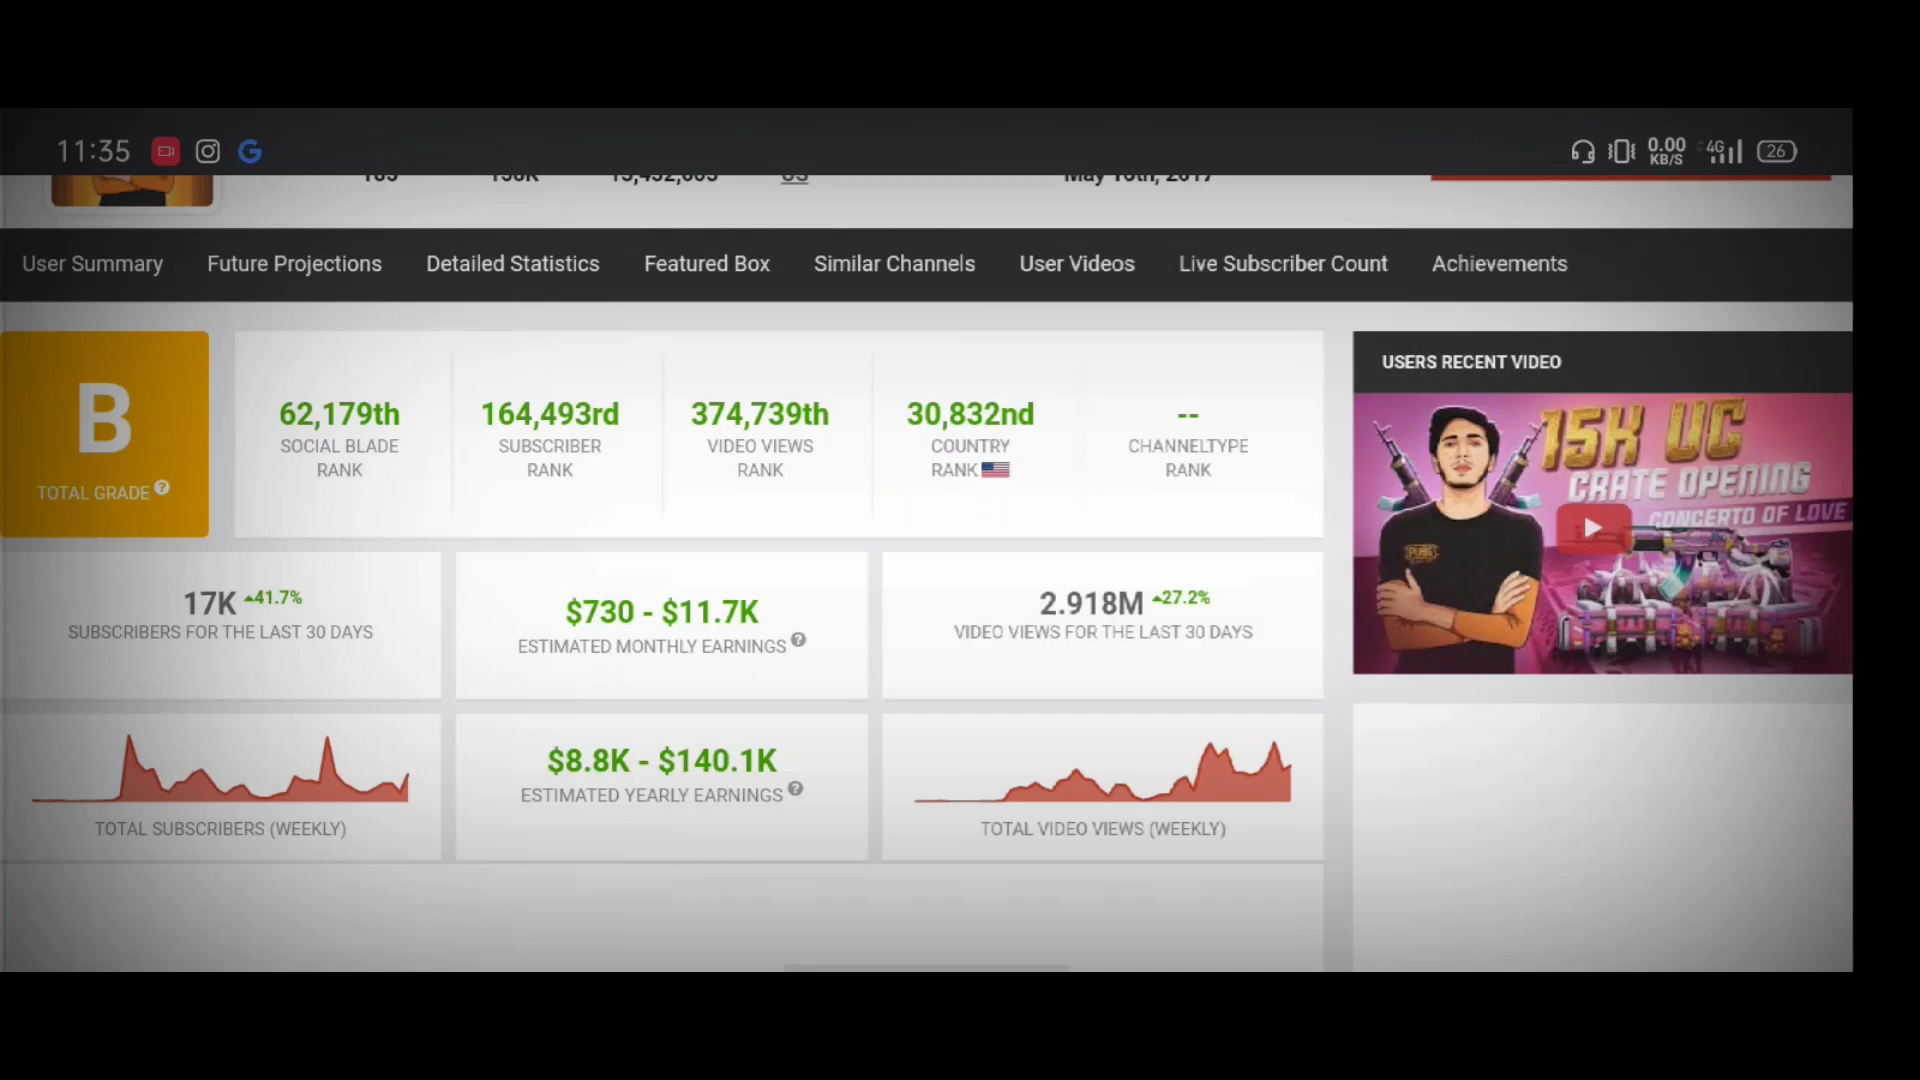 11:35 0.00 KB/S 4G 26
User Summary Future Projections Detailed Statistics Featured Box Similar Channels User Videos Live Subscriber Count Achievements
B
TOTAL GRADE ?
62,179th
SOCIAL BLADE
RANK
164,493rd
SUBSCRIBER
RANK
374,739th
VIDEO VIEWS
RANK
30,832nd
COUNTRY
RANK
--
CHANNELTYPE
RANK
USERS RECENT VIDEO
15K UC
CRATE OPENING
CONCERTO OF LOVE
PUBG
17K 41.7%
SUBSCRIBERS FOR THE LAST 30 DAYS
$730 - $11.7K
ESTIMATED MONTHLY EARNINGS ?
2.918M 27.2%
VIDEO VIEWS FOR THE LAST 30 DAYS
TOTAL SUBSCRIBERS (WEEKLY)
$8.8K - $140.1K
ESTIMATED YEARLY EARNINGS ?
TOTAL VIDEO VIEWS (WEEKLY)